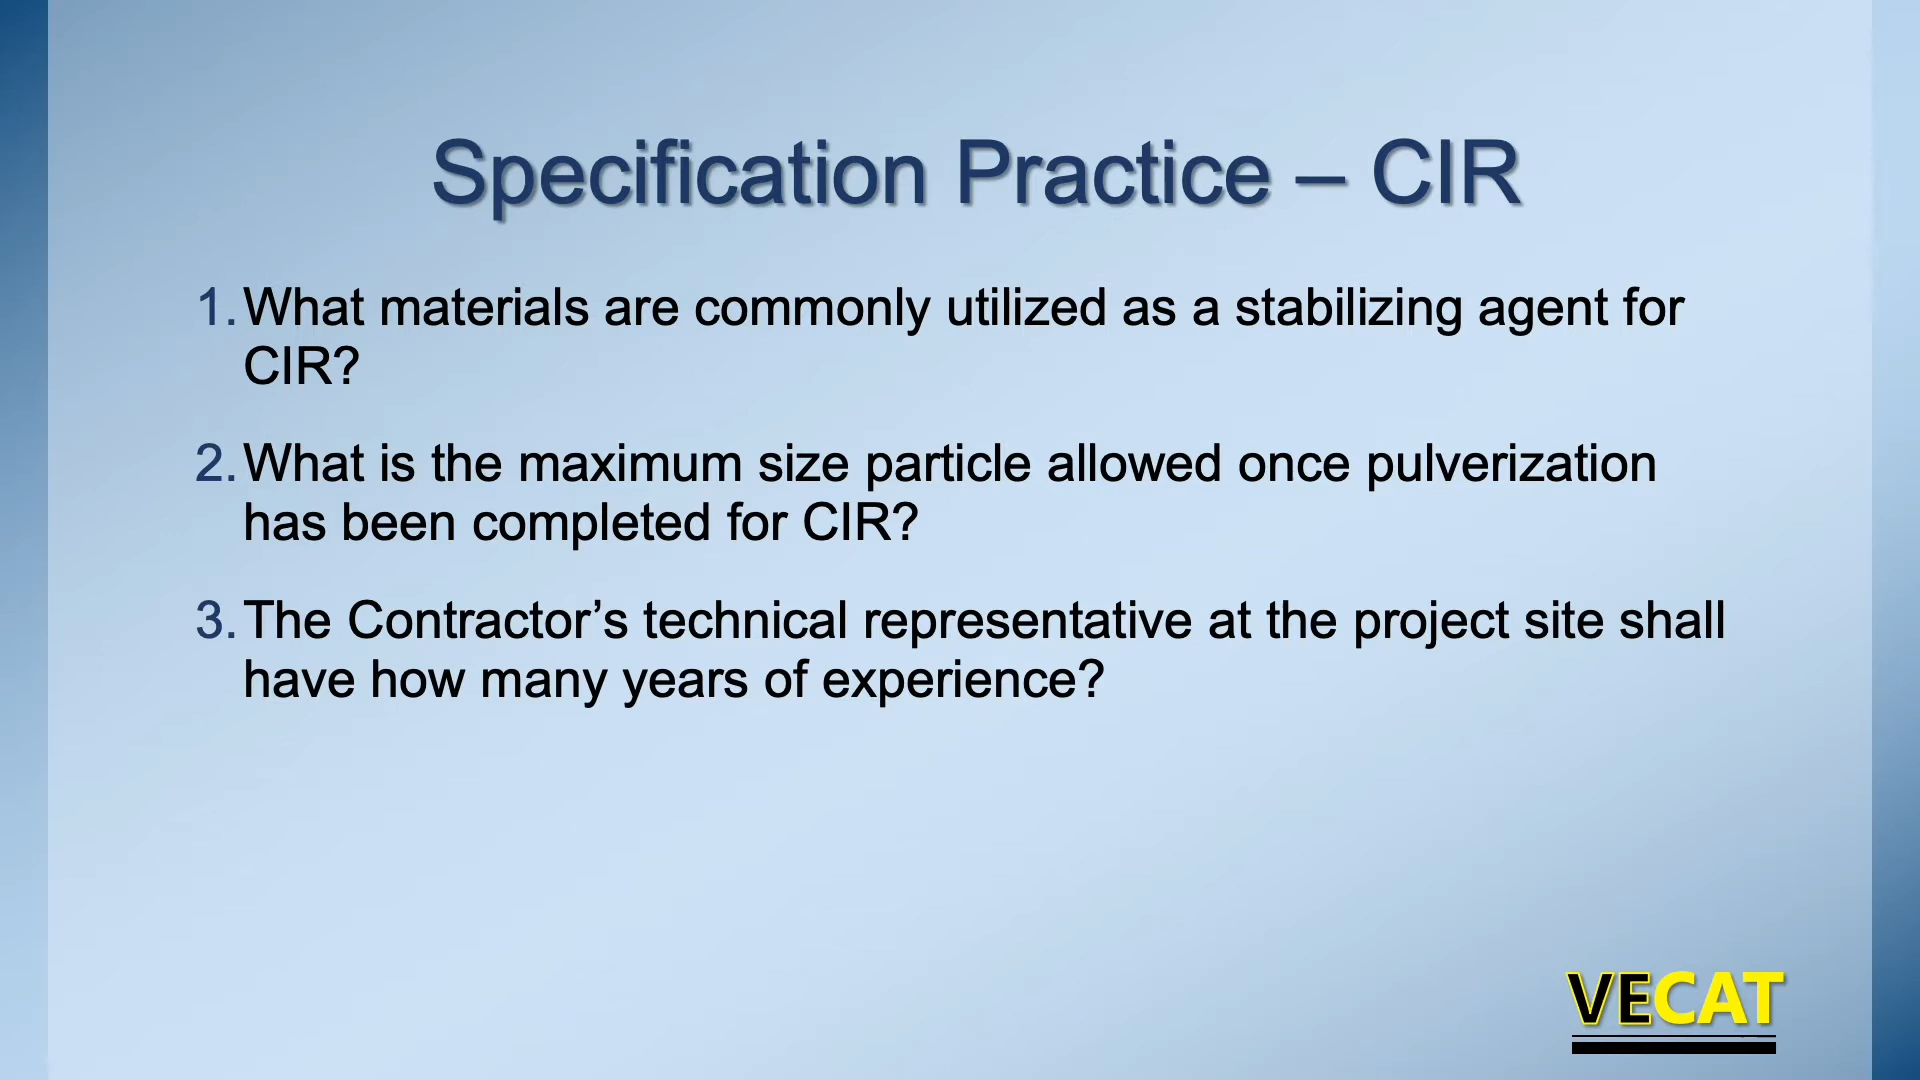 Specification Practice – CIR
1. What materials are commonly utilized as a stabilizing agent for
CIR?
2. What is the maximum size particle allowed once pulverization
has been completed for CIR?
3. The Contractor’s technical representative at the project site shall
have how many years of experience?
VECAT